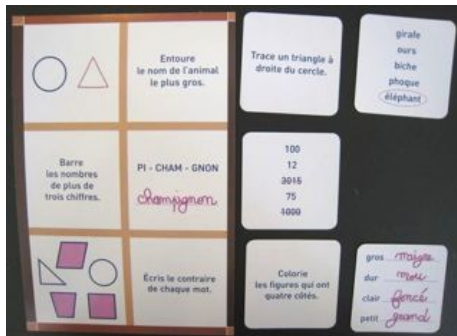 Entoure
le nom de l'animal
le plus gros.
Trace un triangle à
droite du cercle.
girafe
ours
biche
phoque
éléphant
Barre
les nombres
de plus de
trois chiffres.
PI - CHAM - GNON
champignon
100
12
3015
75
1000
Écris le contraire
de chaque mot.
Colorie
les figures qui ont
quatre côtés.
gros maigre
dur mou
clair foncé
petit grand